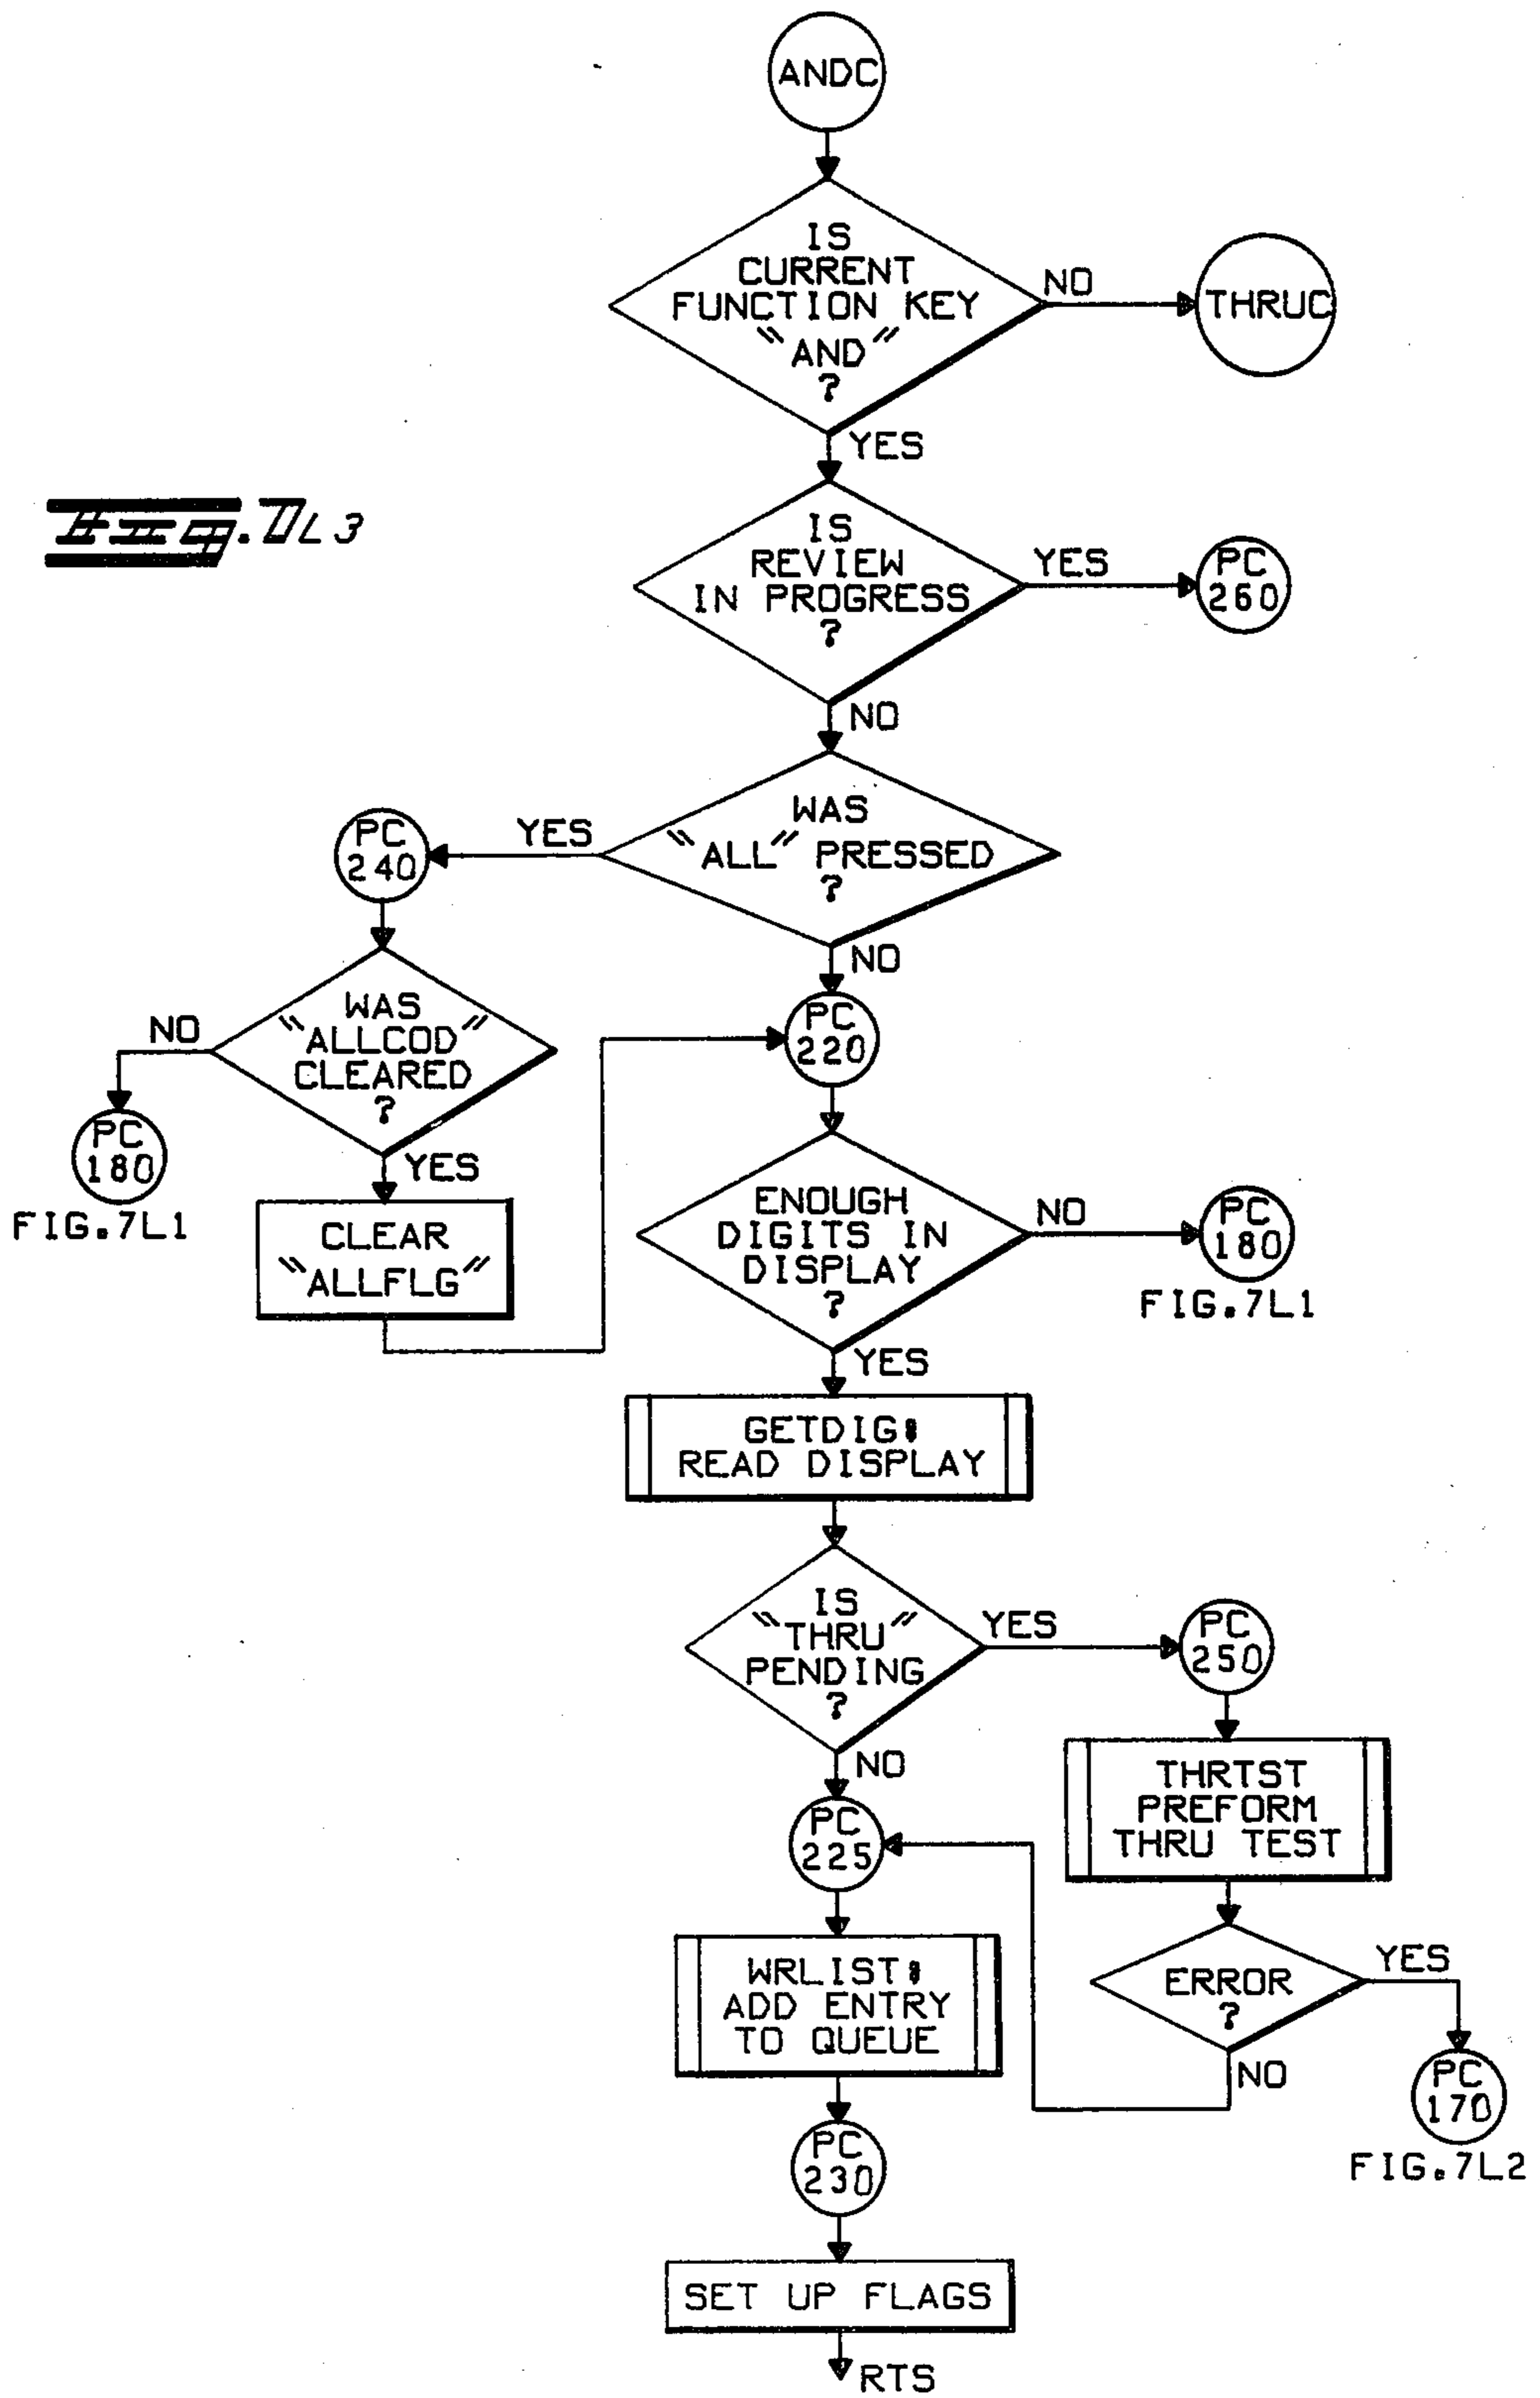 ANDC
IS
CURRENT
FUNCTION KEY
"AND"
?
NO
THRUC
YES
Fig. 7L3
IS
REVIEW
IN PROGRESS
?
YES
PC
260
NO
WAS
"ALL" PRESSED
?
YES
PC
240
NO
WAS
"ALLCOD"
CLEARED
?
NO
PC
180
FIG.7L1
YES
CLEAR
"ALLFLG"
PC
220
ENOUGH
DIGITS IN
DISPLAY
?
NO
PC
180
FIG.7L1
YES
GETDIG:
READ DISPLAY
IS
"THRU"
PENDING
?
YES
PC
250
NO
THRTST
PREFORM
THRU TEST
PC
225
ERROR
?
YES
PC
170
FIG.7L2
NO
WRLIST:
ADD ENTRY
TO QUEUE
PC
230
SET UP FLAGS
RTS